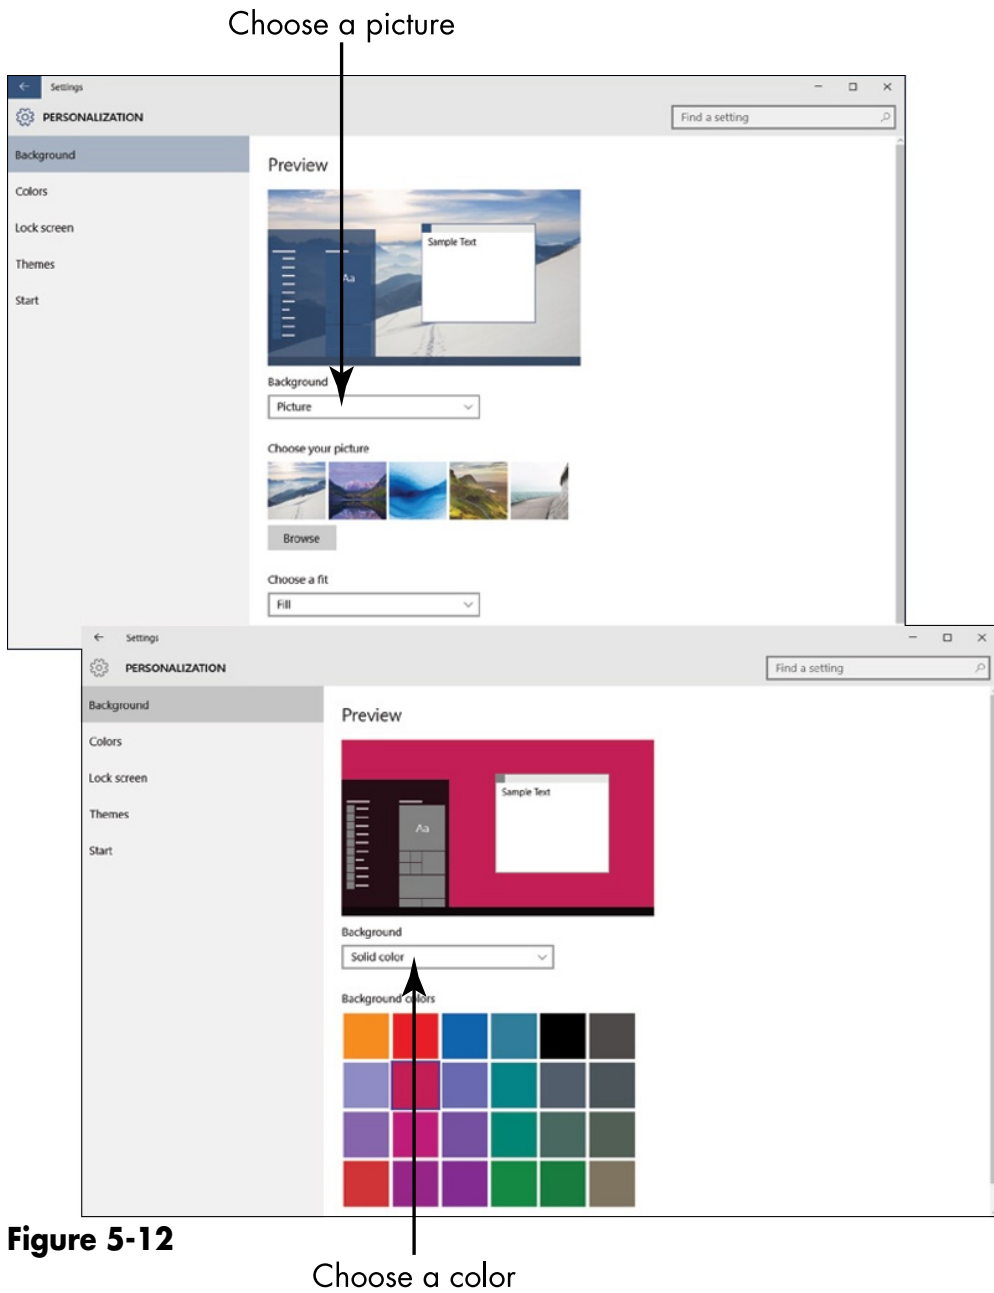 Choose a picture
Settings
PERSONALIZATION
Find a setting
Background
Colors
Lock screen
Themes
Start
Preview
Sample Text
Aa
Background
Picture
Choose your picture
Browse
Choose a fit
Fill
Settings
PERSONALIZATION
Find a setting
Background
Colors
Lock screen
Themes
Start
Preview
Sample Text
Aa
Background
Solid color
Background colors
Figure 5-12
Choose a color